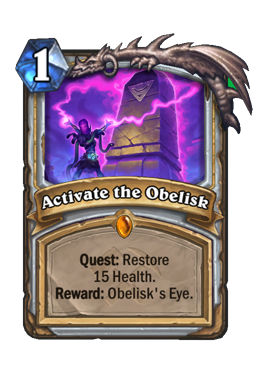 1
Activate the Obelisk
Quest: Restore
15 Health.
Reward: Obelisk's Eye.